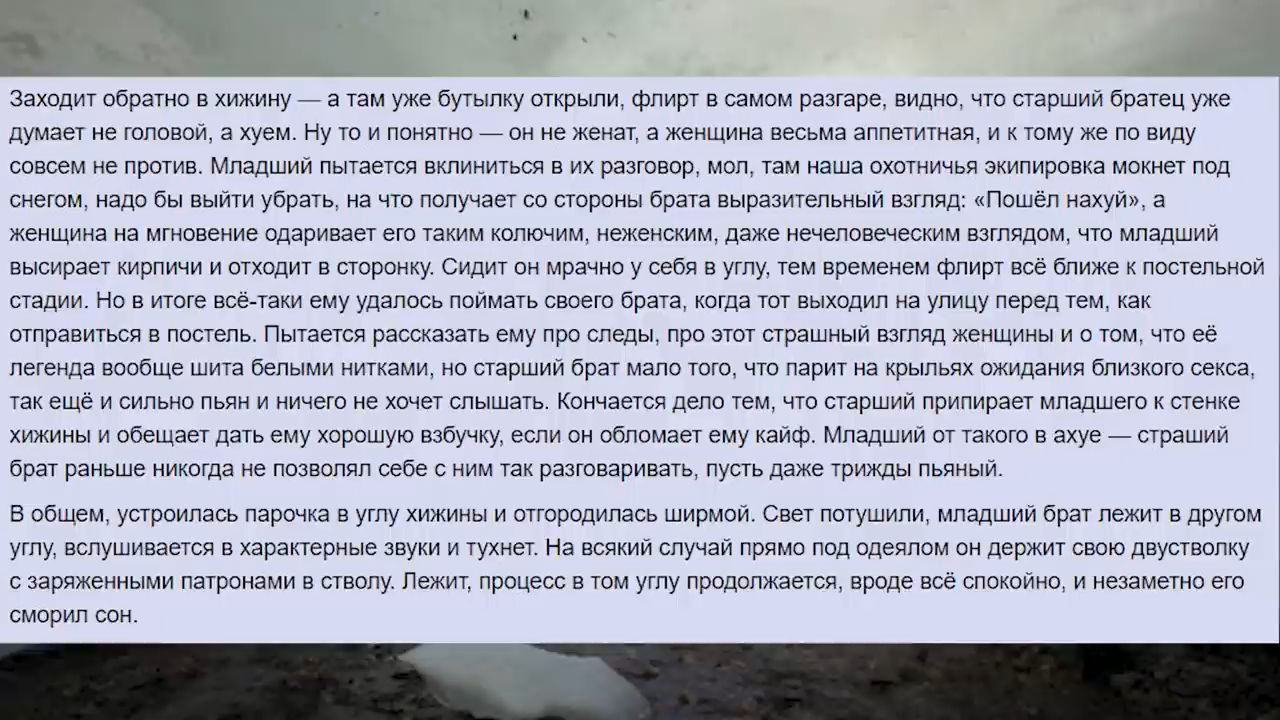 Заходит обратно в хижину — а там уже бутылку открыли, флирт в самом разгаре, видно, что старший братец уже
думает не головой, а хуем. Ну то и понятно — он не женат, а женщина весьма аппетитная, и к тому же по виду
совсем не против. Младший пытается вклиниться в их разговор, мол, там наша охотничья экипировка мокнет под
снегом, надо бы выйти убрать, на что получает со стороны брата выразительный взгляд: «Пошёл нахуй», а
женщина на мгновение одаривает его таким колючим, неженским, даже нечеловеческим взглядом, что младший
высирает кирпичи и отходит в сторонку. Сидит он мрачно у себя в углу, тем временем флирт всё ближе к постельной
стадии. Но в итоге всё-таки ему удалось поймать своего брата, когда тот выходил на улицу перед тем, как
отправиться в постель. Пытается рассказать ему про следы, про этот страшный взгляд женщины и о том, что её
легенда вообще шита белыми нитками, но старший брат мало того, что парит на крыльях ожидания близкого секса,
так ещё и сильно пьян и ничего не хочет слышать. Кончается дело тем, что старший припирает младшего к стенке
хижины и обещает дать ему хорошую взбучку, если он обломает ему кайф. Младший от такого в ахуе — страший
брат раньше никогда не позволял себе с ним так разговаривать, пусть даже трижды пьяный.
В общем, устроилась парочка в углу хижины и отгородилась ширмой. Свет потушили, младший брат лежит в другом
углу, вслушивается в характерные звуки и тухнет. На всякий случай прямо под одеялом он держит свою двустволку
с заряженными патронами в стволу. Лежит, процесс в том углу продолжается, вроде всё спокойно, и незаметно его
сморил сон.